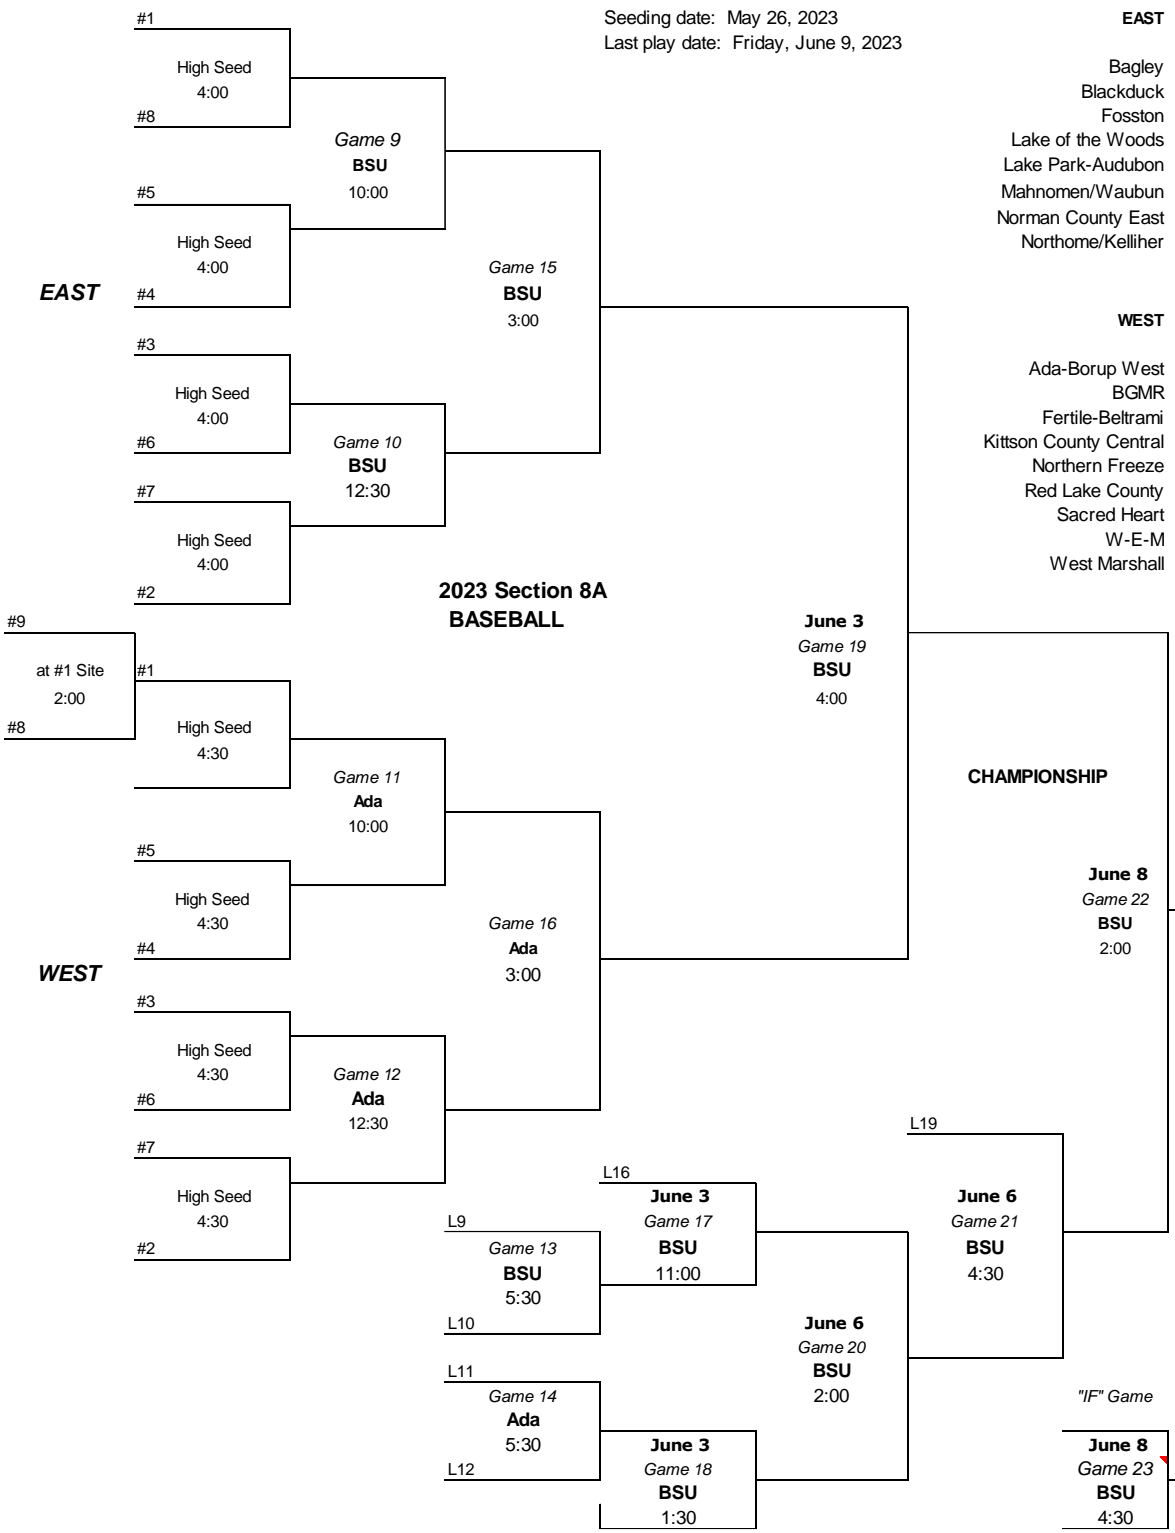 Seeding date: May 26, 2023
Last play date: Friday, June 9, 2023
EAST
Bagley
Blackduck
Fosston
Lake of the Woods
Lake Park-Audubon
Mahnomen/Waubun
Norman County East
Northome/Kelliher
WEST
Ada-Borup West
BGMR
Fertile-Beltrami
Kittson County Central
Northern Freeze
Red Lake County
Sacred Heart
W-E-M
West Marshall
2023 Section 8A
BASEBALL
EAST
#1
High Seed
4:00
#8
#5
High Seed
4:00
#4
#3
High Seed
4:00
#6
#7
High Seed
4:00
#2
Game 9
BSU
10:00
Game 10
BSU
12:30
Game 15
BSU
3:00
WEST
#9
at #1 Site
2:00
#8
#1
High Seed
4:30
#5
High Seed
4:30
#4
#3
High Seed
4:30
#6
#7
High Seed
4:30
#2
Game 11
Ada
10:00
Game 12
Ada
12:30
Game 16
Ada
3:00
June 3
Game 19
BSU
4:00
CHAMPIONSHIP
June 8
Game 22
BSU
2:00
L9
Game 13
BSU
5:30
L10
L11
Game 14
Ada
5:30
L12
L16
June 3
Game 17
BSU
11:00
June 3
Game 18
BSU
1:30
June 6
Game 20
BSU
2:00
L19
June 6
Game 21
BSU
4:30
"IF" Game
June 8
Game 23
BSU
4:30